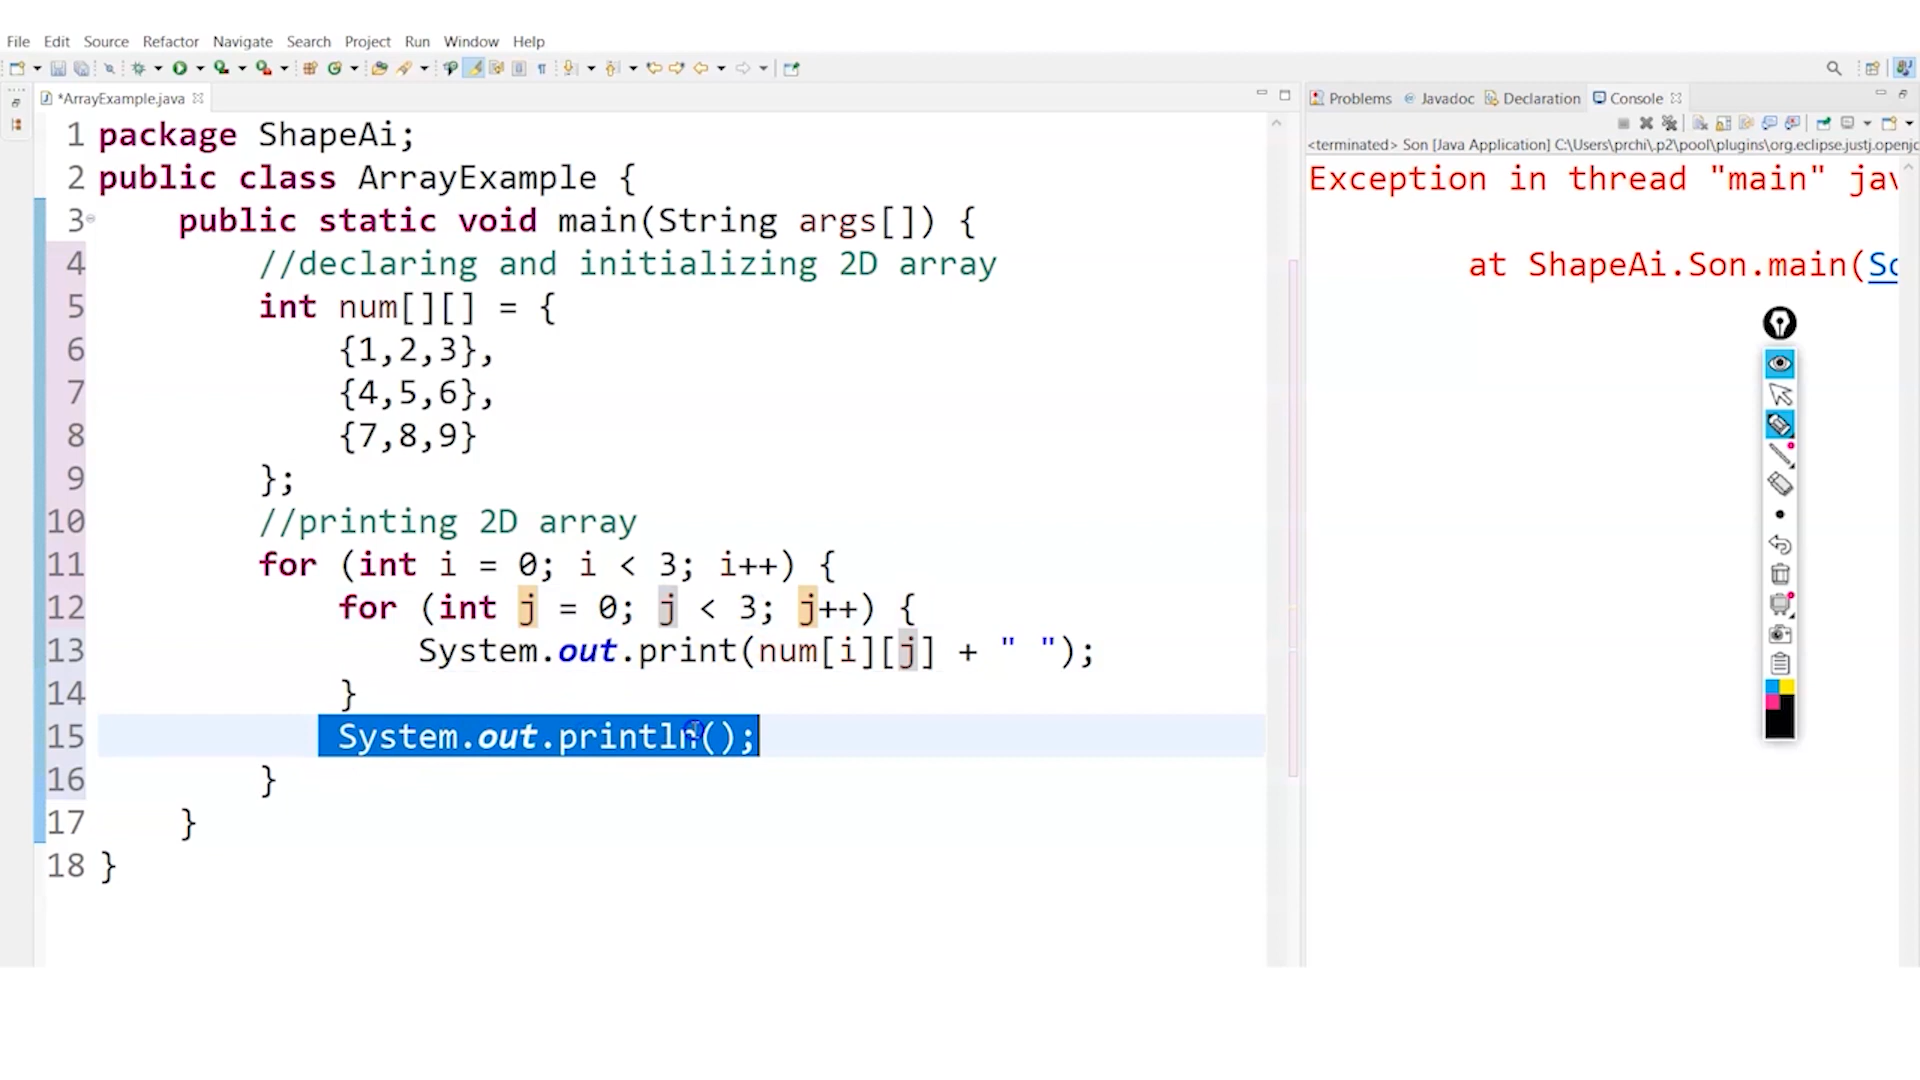 File Edit Source Refactor Navigate Search Project Run Window Help
*ArrayExample.java
1 package ShapeAi;
2 public class ArrayExample {
3 public static void main(String args[]) {
4 //declaring and initializing 2D array
5 int num[][] = {
6 {1,2,3},
7 {4,5,6},
8 {7,8,9}
9 };
10 //printing 2D array
11 for (int i = 0; i < 3; i++) {
12 for (int j = 0; j < 3; j++) {
13 System.out.print(num[i][j] + " ");
14 }
15 System.out.println();
16 }
17 }
18 }
Problems Javadoc Declaration Console
<terminated> Son [Java Application] C:\Users\prchi\.p2\pool\plugins\org.eclipse.justj.openjc
Exception in thread "main" jav
at ShapeAi.Son.main(So